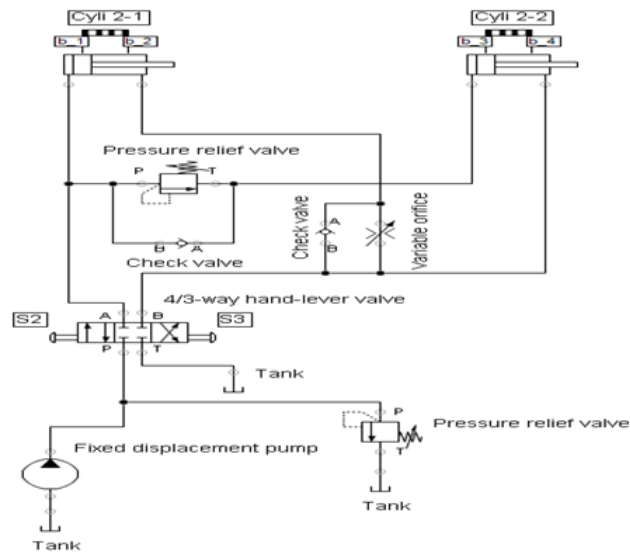 Cyli 2-1
Cyli 2-2
b_1 b_2
b_3 b_4
Pressure relief valve
P T
B A
Check valve
Check valve
A
B
Variable orifice
4/3-way hand-lever valve
S2
A B
S3
P T
Tank
P
Pressure relief valve
T
Fixed displacement pump
Tank
Tank